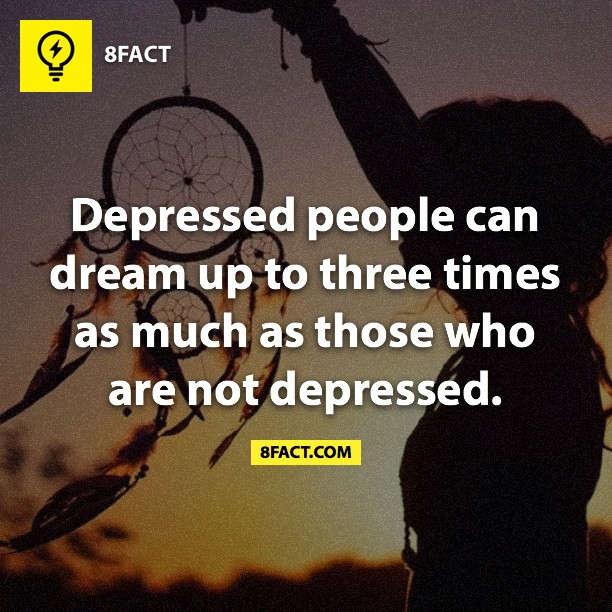 8FACT
Depressed people can
dream up to three times
as much as those who
are not depressed.
8FACT.COM